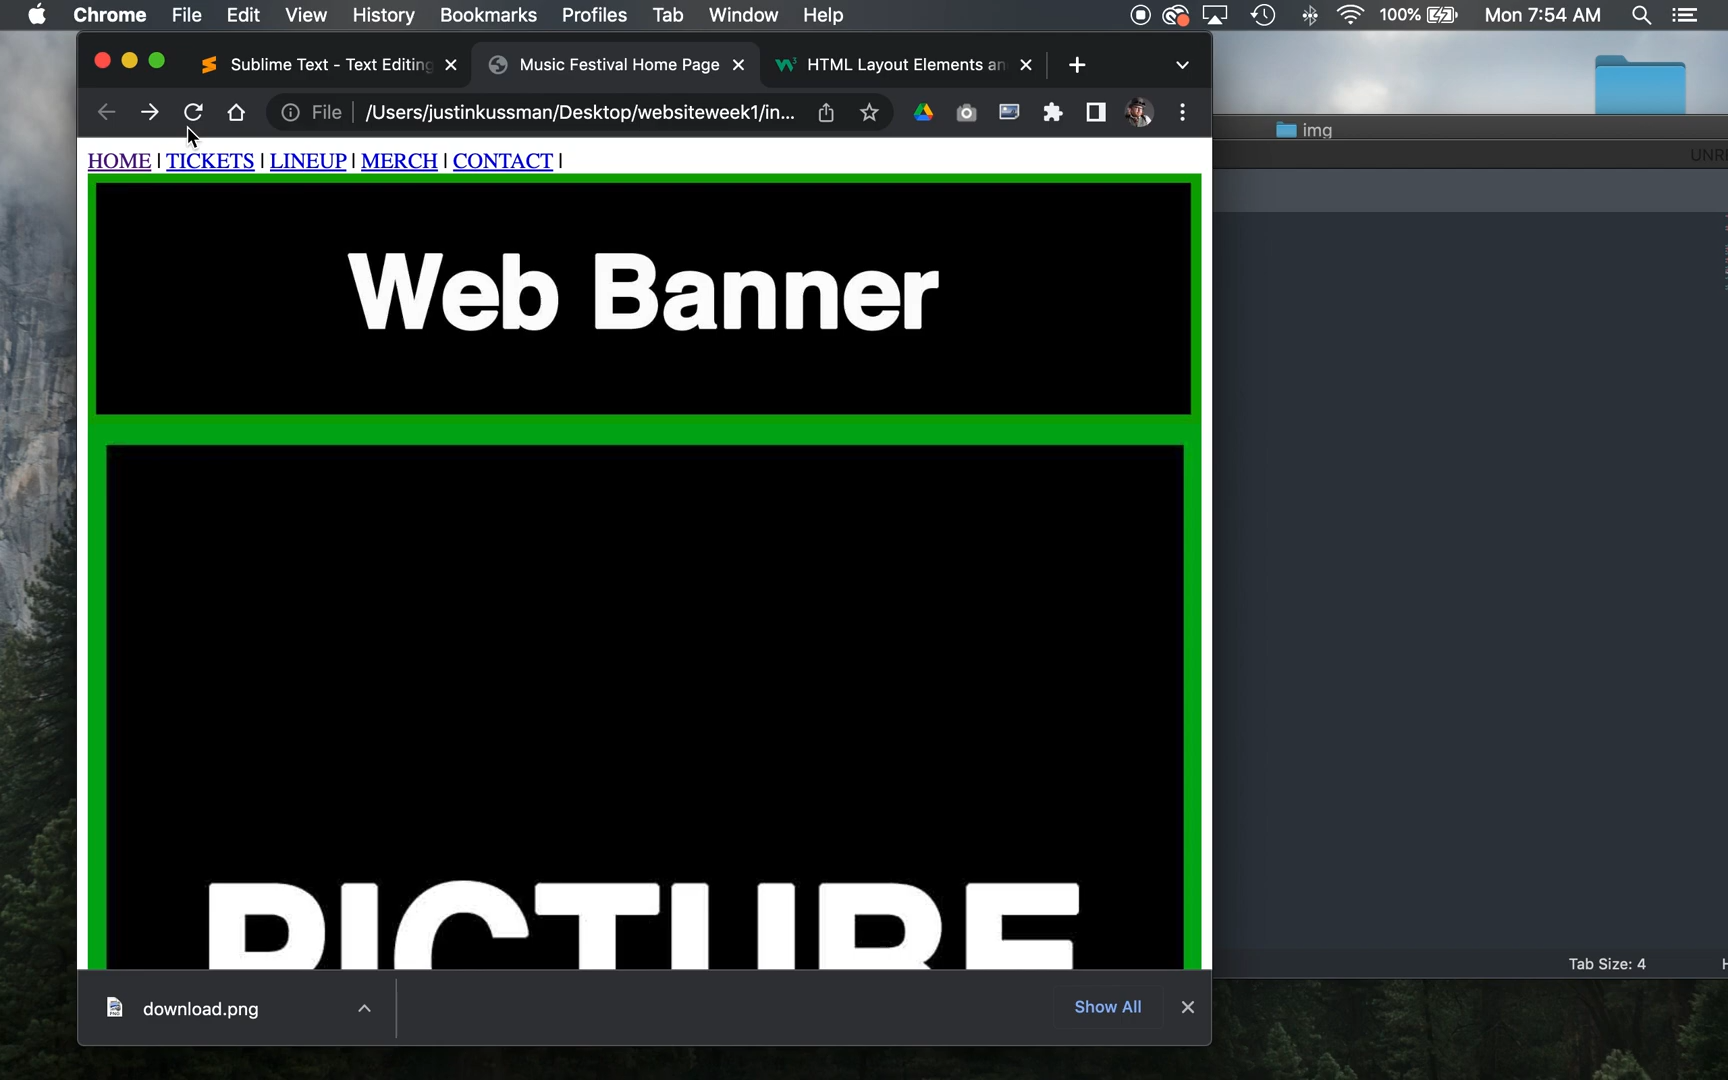 Chrome File Edit View History Bookmarks Profiles Tab Window Help 100% Mon 7:54 AM
Sublime Text - Text Editing Music Festival Home Page HTML Layout Elements an
File /Users/justinkussman/Desktop/websiteweek1/in...
img
HOME | TICKETS | LINEUP | MERCH | CONTACT |
Web Banner
PICTURE
Tab Size: 4
download.png
Show All